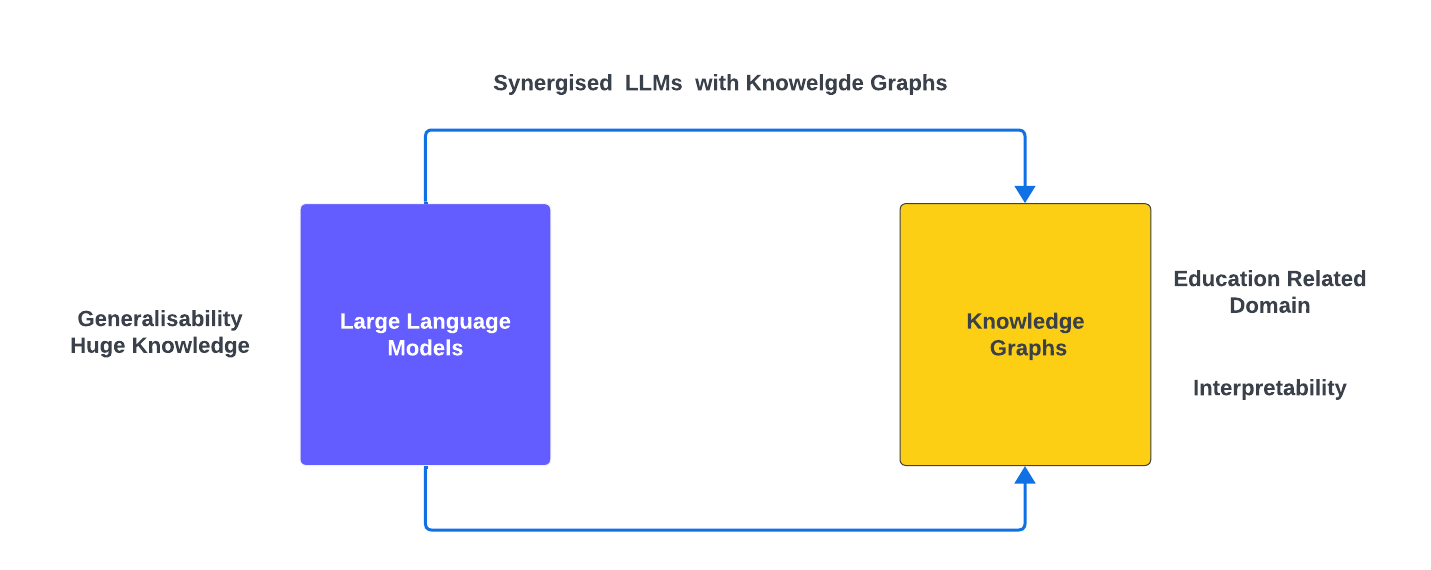 Synergised LLMs with Knowelgde Graphs
Generalisability
Huge Knowledge
Large Language
Models
Knowledge
Graphs
Education Related
Domain
Interpretability